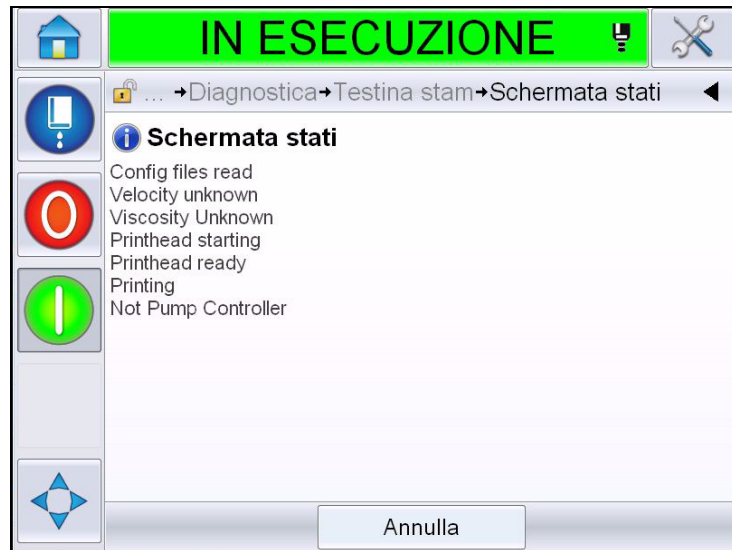 IN ESECUZIONE
... →Diagnostica→Testina stam→Schermata stati
Schermata stati
Config files read
Velocity unknown
Viscosity Unknown
Printhead starting
Printhead ready
Printing
Not Pump Controller
Annulla